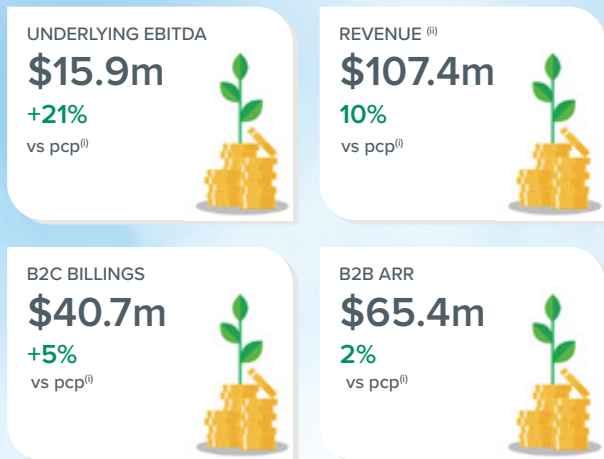 UNDERLYING EBITDA
$15.9m
+21%
vs pcp(i)
REVENUE (ii)
$107.4m
10%
vs pcp(i)
B2C BILLINGS
$40.7m
+5%
vs pcp(i)
B2B ARR
$65.4m
2%
vs pcp(i)